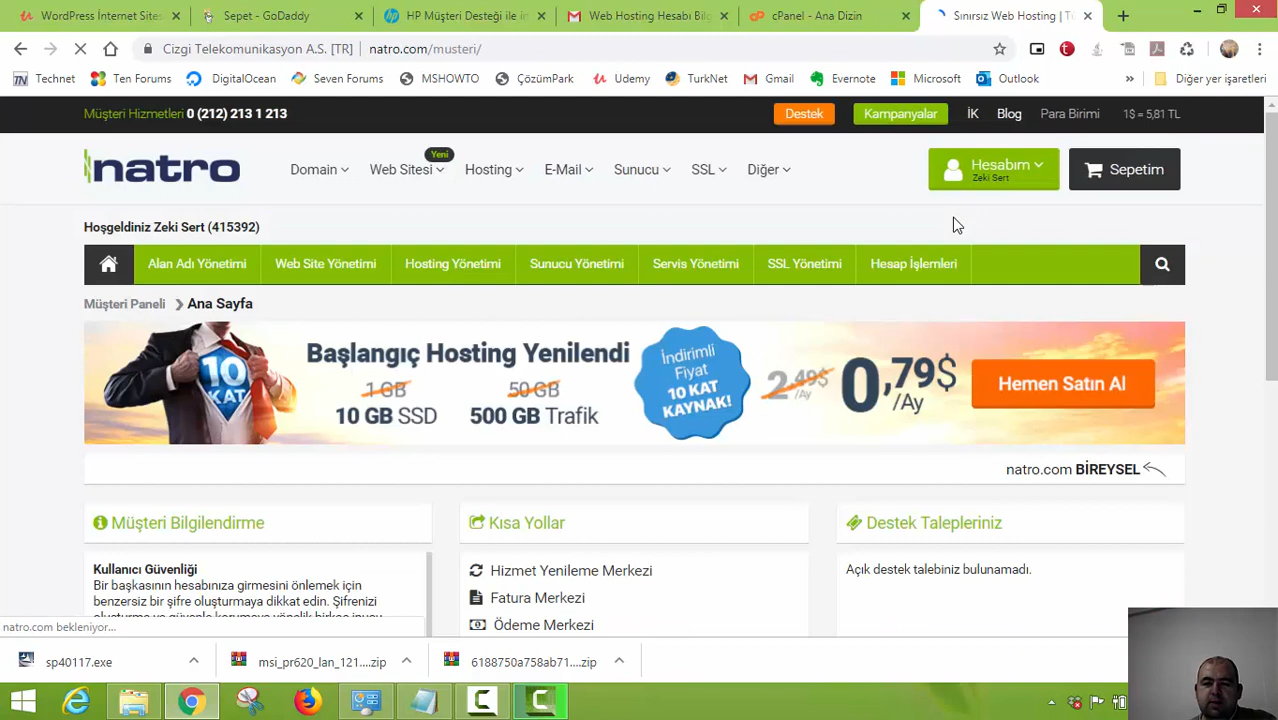 WordPress İnternet Sites
Sepet - GoDaddy
HP Müşteri Desteği ile i
Web Hosting Hesabı Bilg
cPanel - Ana Dizin
Sınırsız Web Hosting | T
Cizgi Telekomunikasyon A.S. [TR]
natro.com/musteri/
Technet
Ten Forums
DigitalOcean
Seven Forums
MSHOWTO
ÇözümPark
Udemy
TurkNet
Gmail
Evernote
Microsoft
Outlook
»
Diğer yer işaretleri
Müşteri Hizmetleri 0 (212) 213 1 213
Destek
Kampanyalar
İK
Blog
Para Birimi
1$ = 5,81 TL
natro
Domain
Web Sitesi
Yeni
Hosting
E-Mail
Sunucu
SSL
Diğer
Hesabım
Zeki Sert
Sepetim
Hoşgeldiniz Zeki Sert (415392)
Alan Adı Yönetimi
Web Site Yönetimi
Hosting Yönetimi
Sunucu Yönetimi
Servis Yönetimi
SSL Yönetimi
Hesap İşlemleri
Müşteri Paneli
Ana Sayfa
10
KAT
Başlangıç Hosting Yenilendi
1 GB
50 GB
10 GB SSD
500 GB Trafik
İndirimli
Fiyat
10 KAT
KAYNAK!
2,49$
/Ay
0,79$
/Ay
Hemen Satın Al
natro.com BİREYSEL
Müşteri Bilgilendirme
Kısa Yollar
Destek Talepleriniz
Kullanıcı Güvenliği
Bir başkasının hesabınıza girmesini önlemek için
benzersiz bir şifre oluşturmaya dikkat edin. Şifrenizi
Hizmet Yenileme Merkezi
Fatura Merkezi
Ödeme Merkezi
Açık destek talebiniz bulunamadı.
natro.com bekleniyor...
sp40117.exe
msi_pr620_lan_121....zip
6188750a758ab71....zip